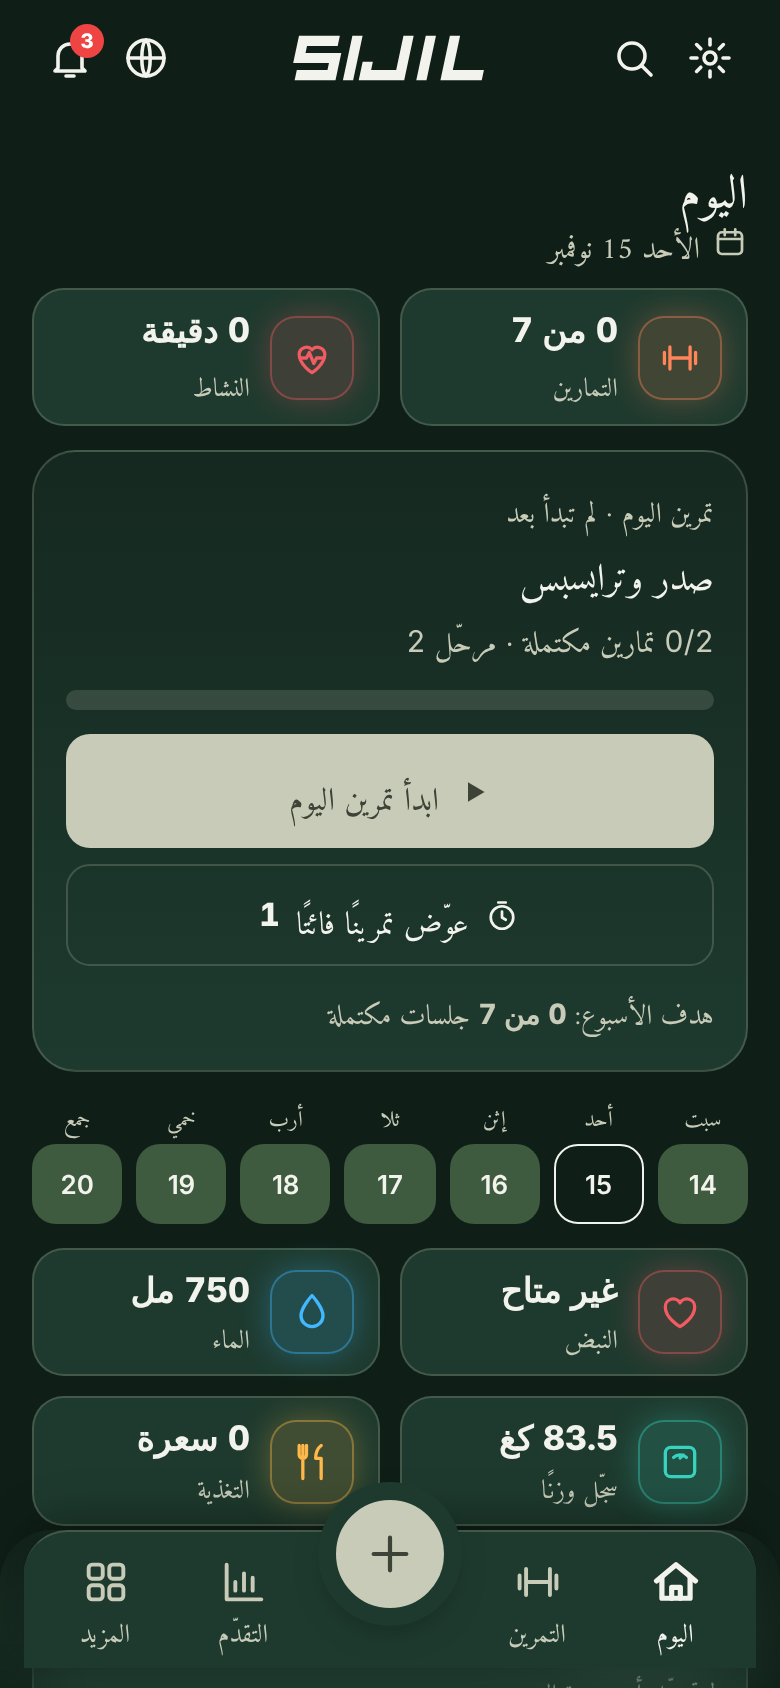 3
SIJIL
اليوم
الأحد 15 نوفمبر
0 من 7
التمارين
0 دقيقة
النشاط
تمرين اليوم · لم تبدأ بعد
صدر وترايسبس
0/2 تمارين مكتملة · مرحّل 2
ابدأ تمرين اليوم
عوّض تمرينًا فائتًا 1
هدف الأسبوع: 0 من 7 جلسات مكتملة
سبت أحد إثن ثلا أرب خمي جمع
14 15 16 17 18 19 20
غير متاح
النبض
750 مل
الماء
83.5 كغ
سجّل وزنًا
0 سعرة
التغذية
اليوم
التمرين
التقدّم
المزيد